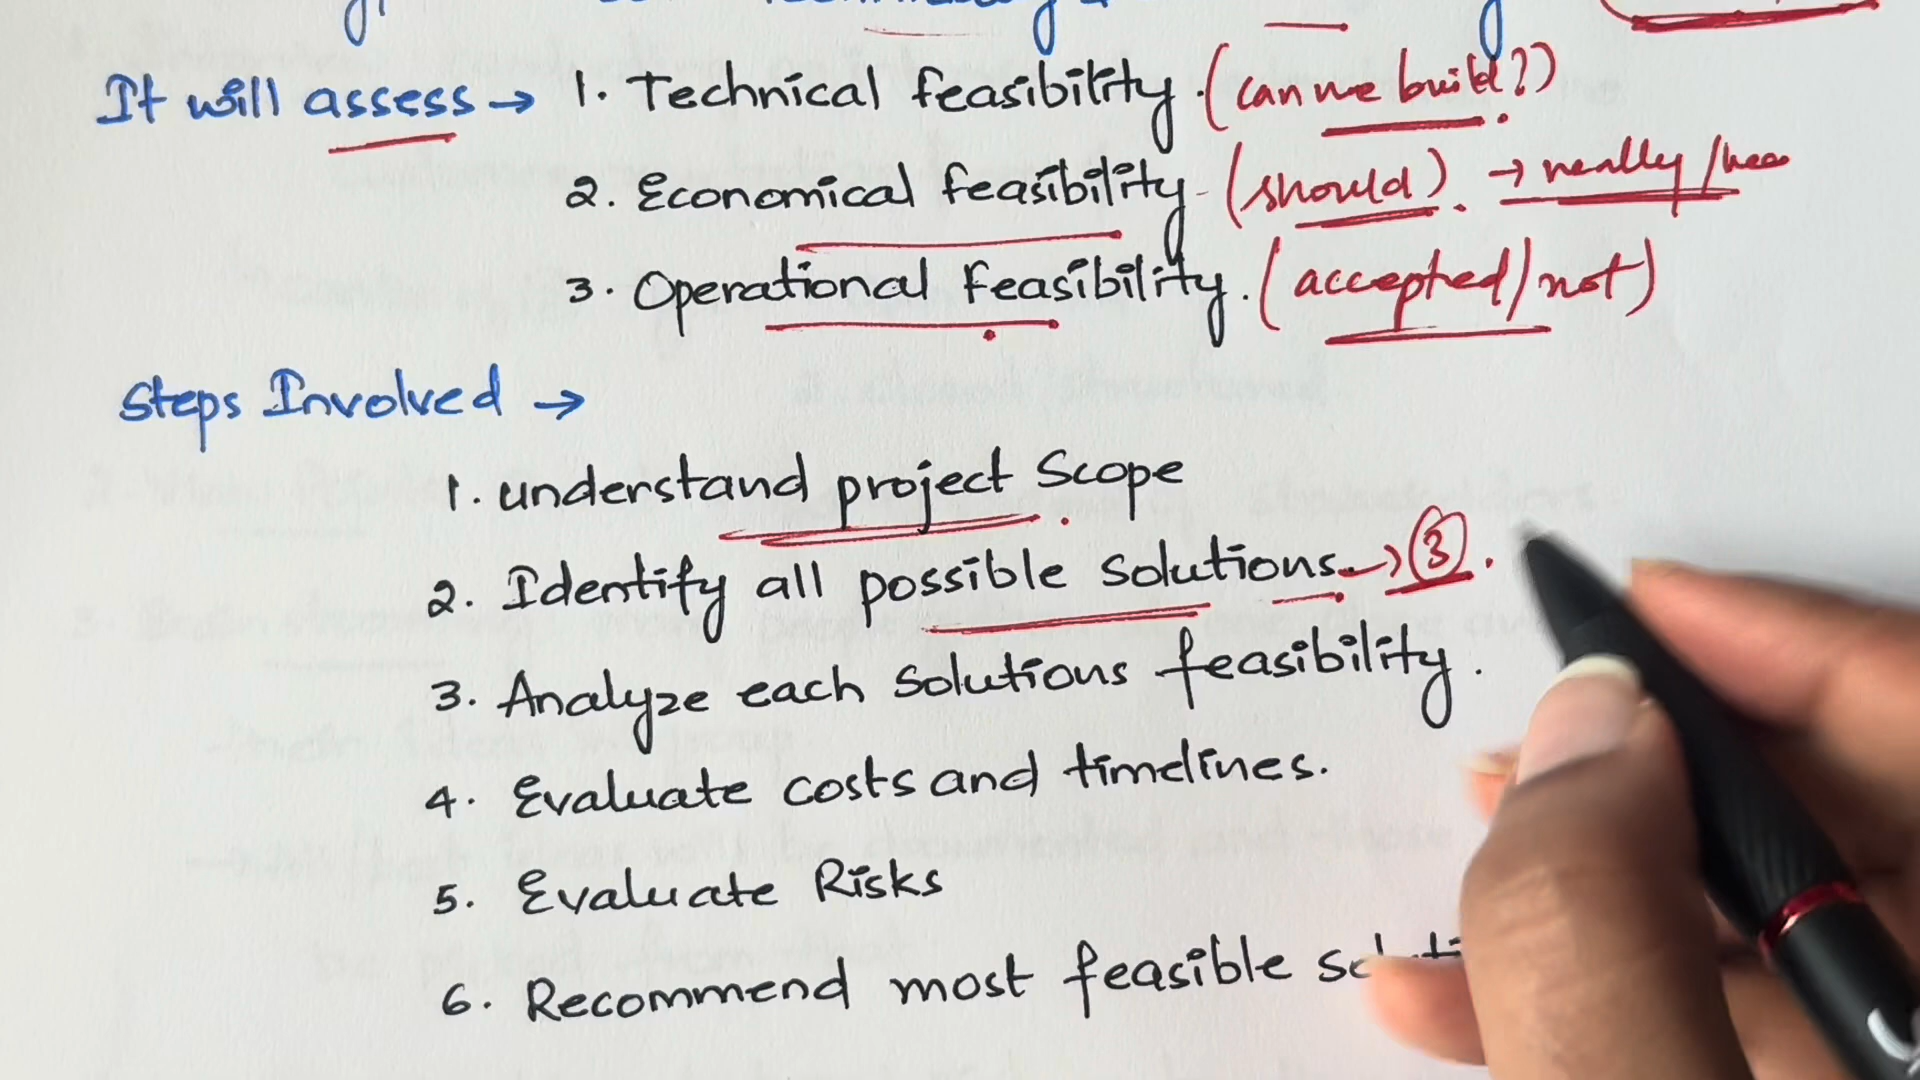 It will assess → 1. Technical feasibility. (can we build?)
2. Economical feasibility - (should). → really /
3. Operational Feasibility. (accepted/not)
Steps Involved →
1. understand project Scope
2. Identify all possible solutions. → 3.
3. Analyze each Solutions feasibility.
4. Evaluate costs and timelines.
5. Evaluate Risks
6. Recommend most feasible